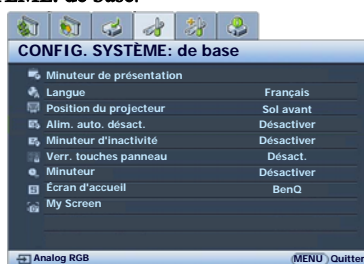 CONFIG. SYSTÈME: de base
Minuteur de présentation
Langue Français
Position du projecteur Sol avant
Alim. auto. désact. Désactiver
Minuteur d'inactivité Désactiver
Verr. touches panneau Désact.
Minuteur Désactiver
Écran d'accueil BenQ
My Screen
Analog RGB MENU Quitter